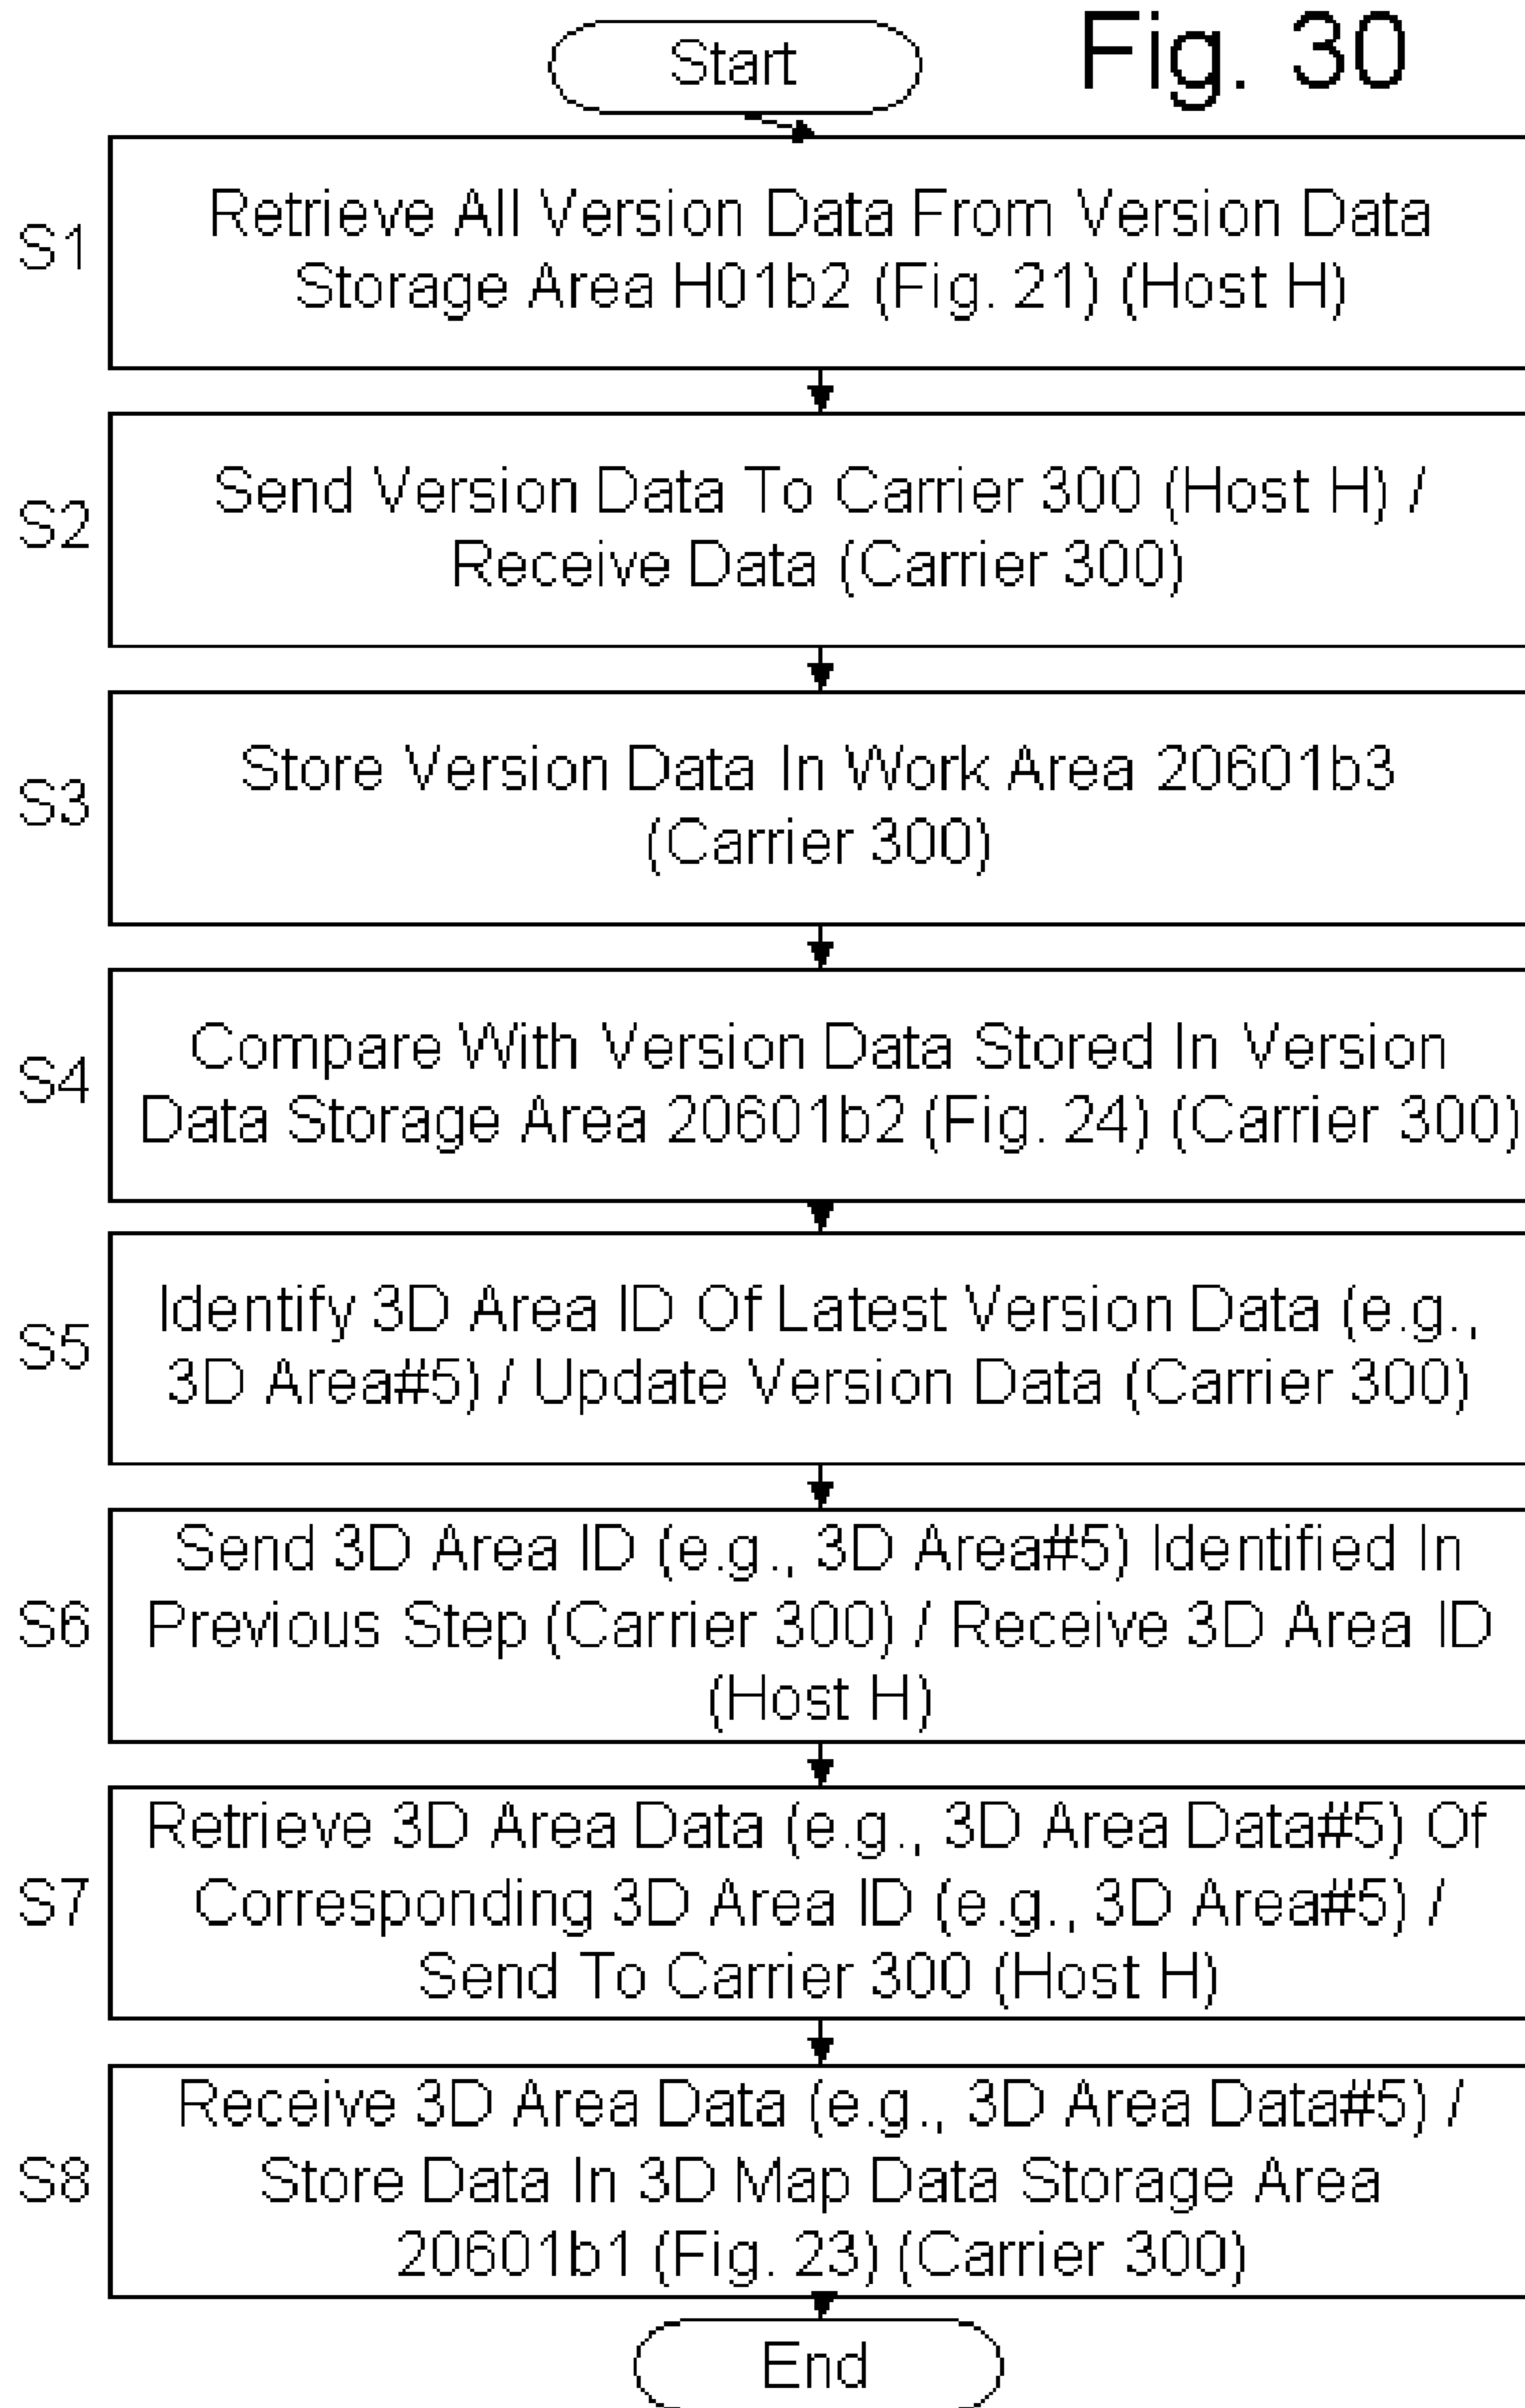 Fig. 30
Start
S1
Retrieve All Version Data From Version Data
Storage Area H01b2 (Fig. 21) (Host H)
S2
Send Version Data To Carrier 300 (Host H) /
Receive Data (Carrier 300)
S3
Store Version Data In Work Area 20601b3
(Carrier 300)
S4
Compare With Version Data Stored In Version
Data Storage Area 20601b2 (Fig. 24) (Carrier 300)
S5
Identify 3D Area ID Of Latest Version Data (e.g.,
3D Area#5) / Update Version Data (Carrier 300)
S6
Send 3D Area ID (e.g., 3D Area#5) Identified In
Previous Step (Carrier 300) / Receive 3D Area ID
(Host H)
S7
Retrieve 3D Area Data (e.g., 3D Area Data#5) Of
Corresponding 3D Area ID (e.g., 3D Area#5) /
Send To Carrier 300 (Host H)
S8
Receive 3D Area Data (e.g., 3D Area Data#5) /
Store Data In 3D Map Data Storage Area
20601b1 (Fig. 23) (Carrier 300)
End